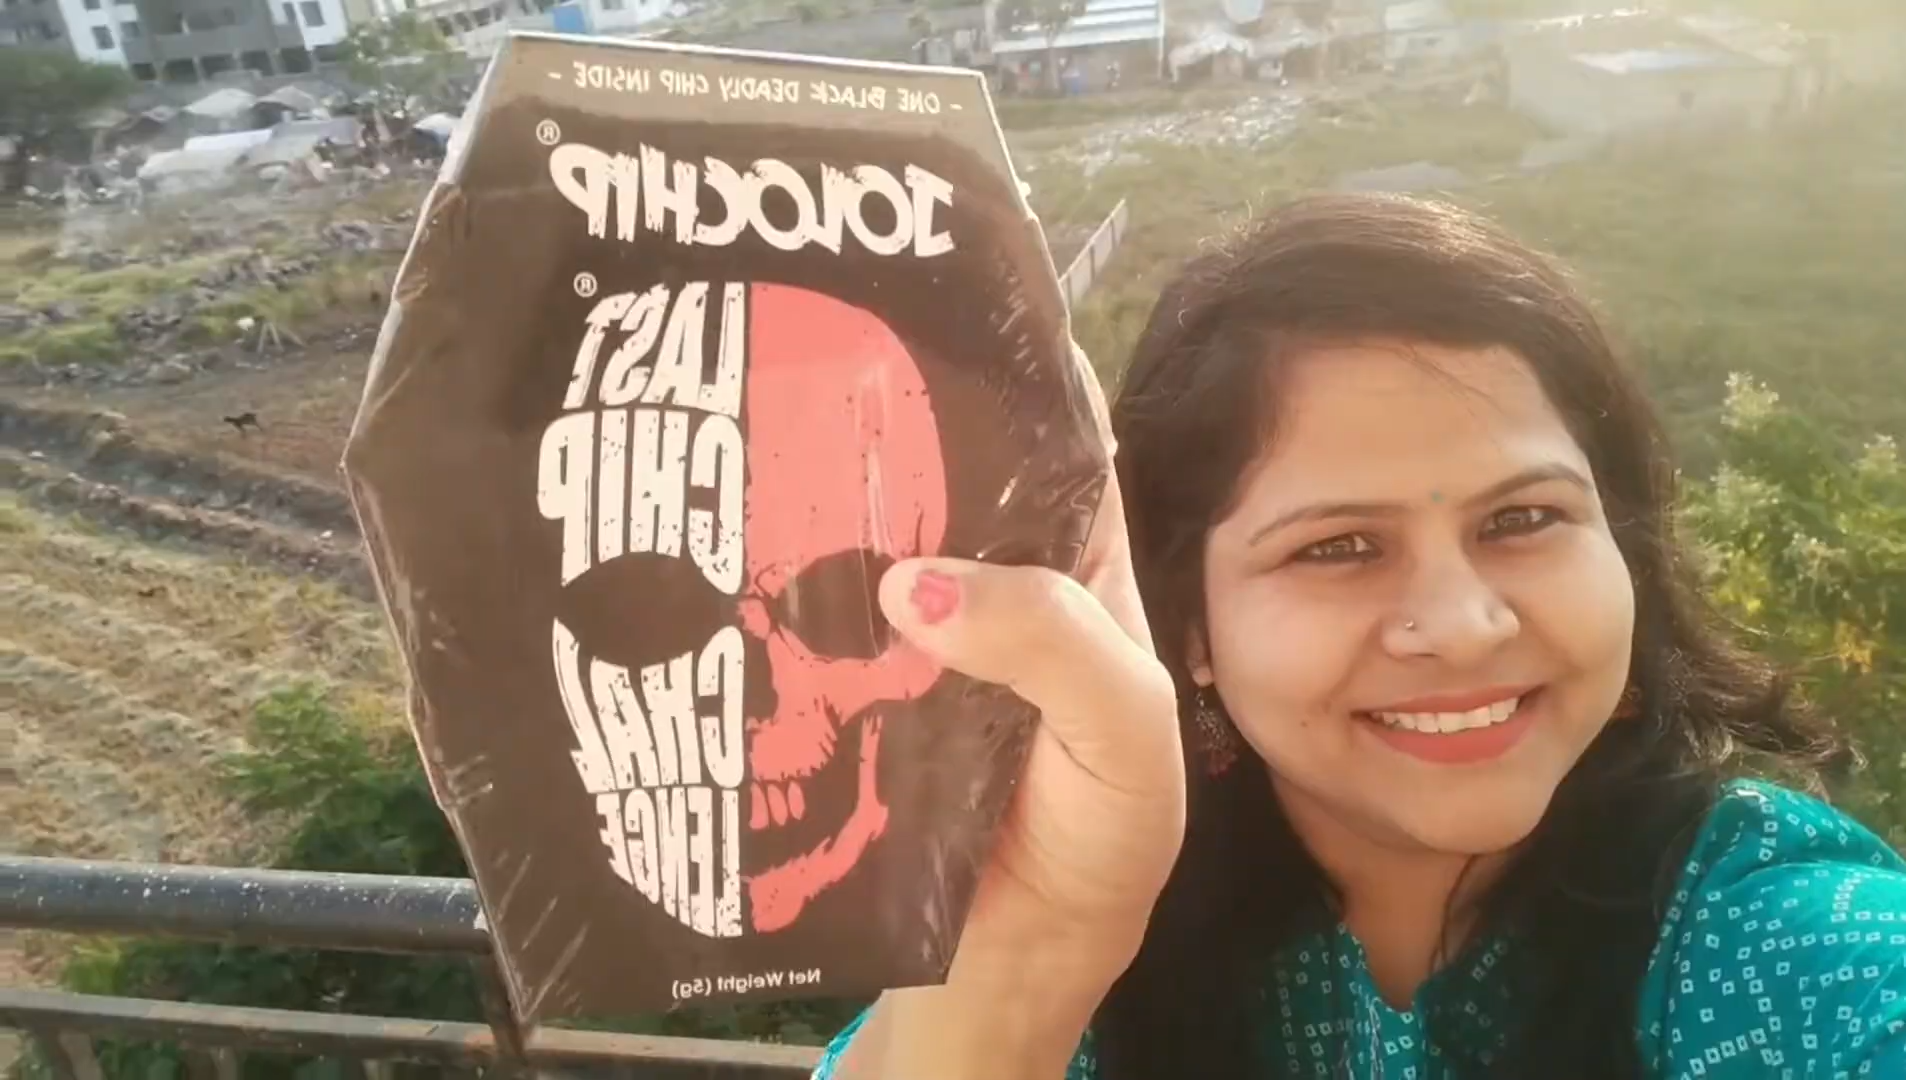 - ONE BLACK DEADLY CHIP INSIDE -
JOLOCHIP®
LAST®
CHIP
CHAL
LENGE
Net Weight (5g)